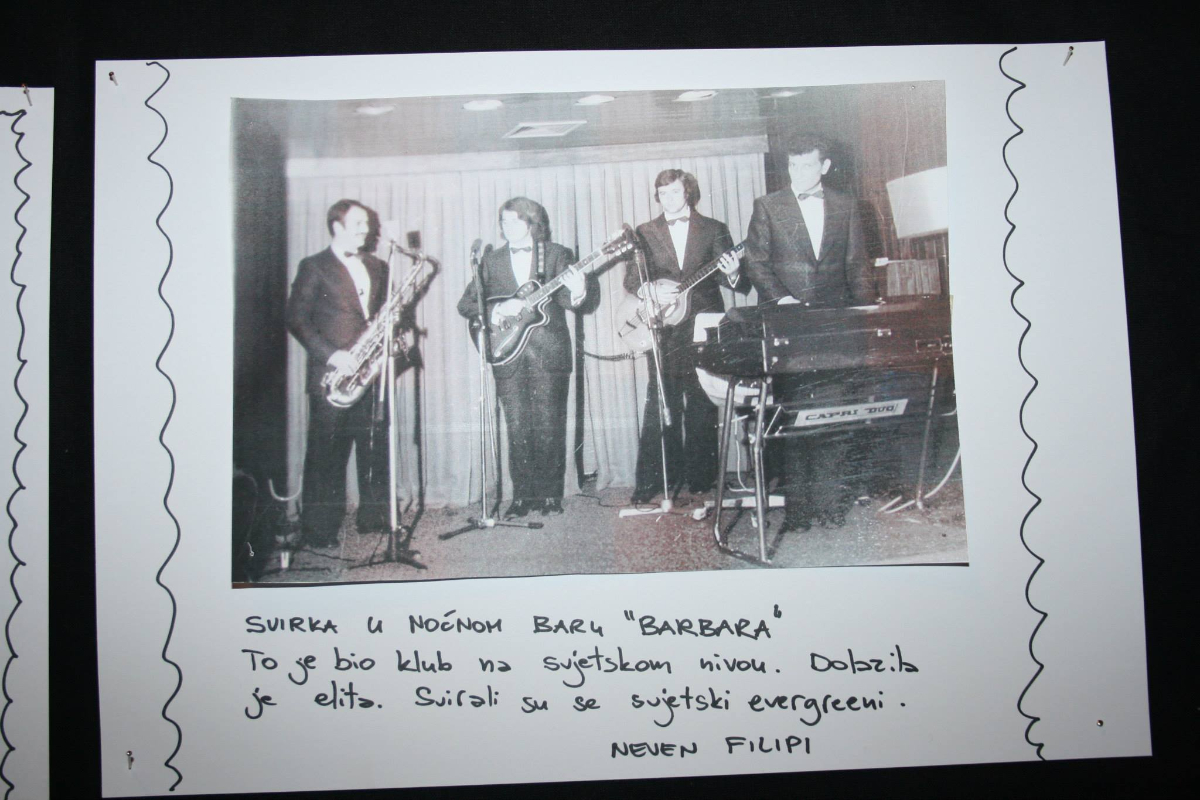 CAPRI DUO
SVIRKA U NOĆNOM BARU "BARBARA"
To je bio klub na svjetskom nivou. Dolazila
je elita. Svirali su se svjetski evergreeni.
NEVEN FILIPI